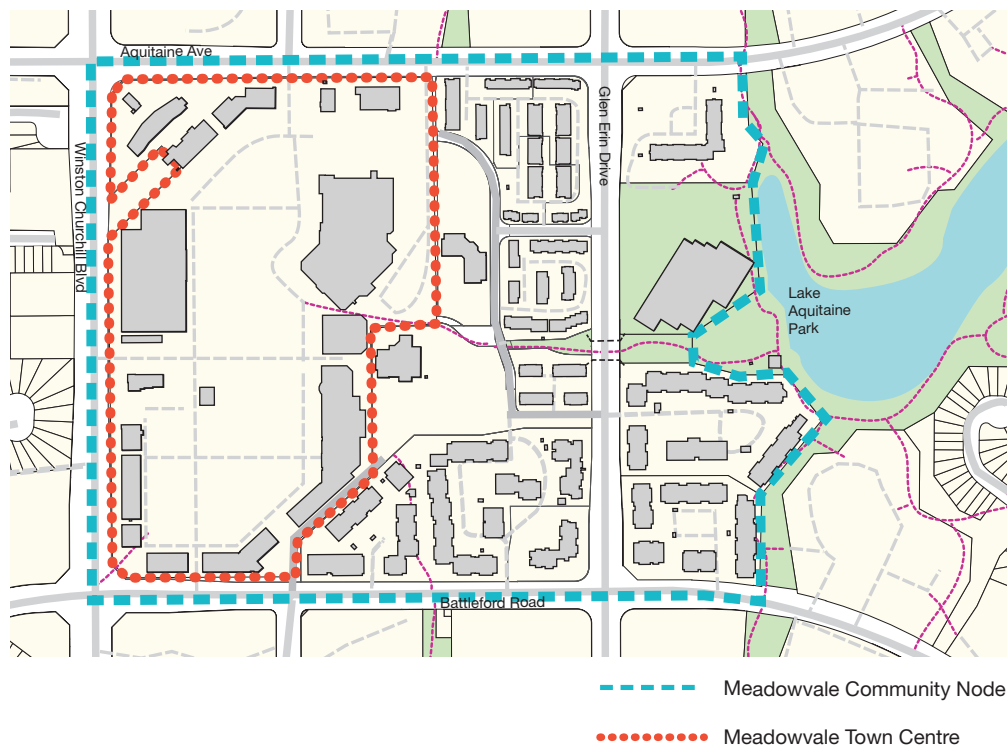 Aquitaine Ave
Glen Erin Drive
Winston Churchill Blvd
Lake
Aquitaine
Park
Battleford Road
Meadowvale Community Node
Meadowvale Town Centre